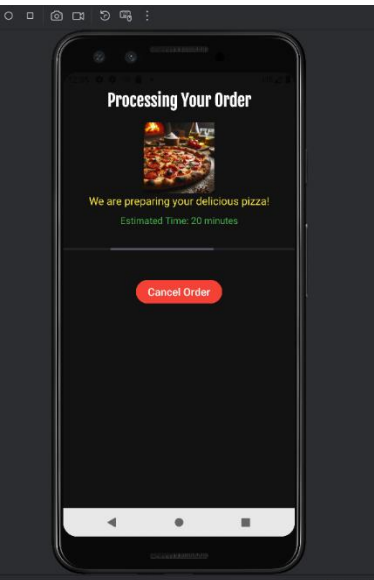 Processing Your Order
We are preparing your delicious pizza!
Estimated Time: 20 minutes
Cancel Order